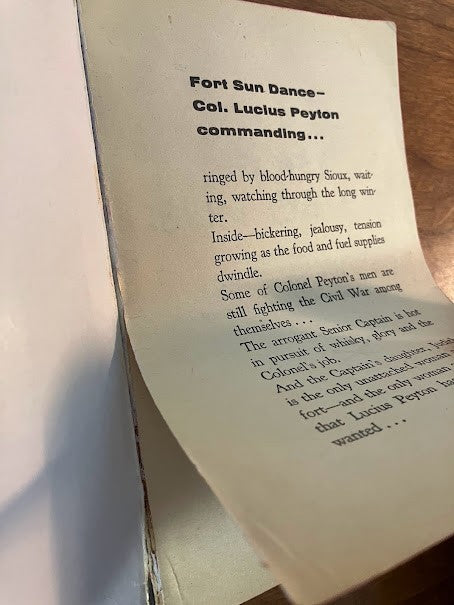 Fort Sun Dance—
Col. Lucius Peyton
commanding...
ringed by blood-hungry Sioux, wait-
ing, watching through the long win-
ter.
Inside—bickering, jealousy, tension
growing as the food and fuel supplies
dwindle.
Some of Colonel Peyton's men are
still fighting the Civil War among
themselves...
The arrogant Senior Captain is hot
in pursuit of whisky, glory and the
Colonel's job.
And the Captain's daughter,
is the only unattached woman
fort—and the only woman
that Lucius Peyton
wanted...